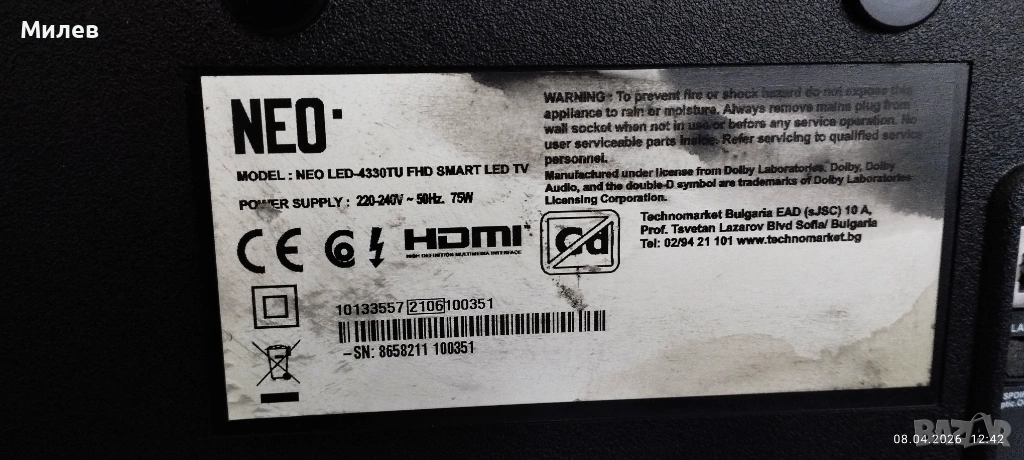 Милев
NEO
MODEL : NEO LED-4330TU FHD SMART LED TV
POWER SUPPLY : 220-240V ~ 50Hz. 75W
WARNING : To prevent fire or shock hazard do not expose this
appliance to rain or moisture. Always remove mains plug from
wall socket when not in use or before any service operation. No
user serviceable parts inside. Refer servicing to qualified service
personnel.
Manufactured under license from Dolby Laboratories. Dolby, Dolby
Audio, and the double-D symbol are trademarks of Dolby Laboratories
Licensing Corporation.
CE
HDMI
HIGH DEFINITION MULTIMEDIA INTERFACE
Cd
Technomarket Bulgaria EAD (sJSC) 10 A,
Prof. Tsvetan Lazarov Blvd Sofia/ Bulgaria
Tel: 02/94 21 101 www.technomarket.bg
10133557 2106 100351
-SN: 8658211 100351
LA
BAZAR
08.04.2026 12:42